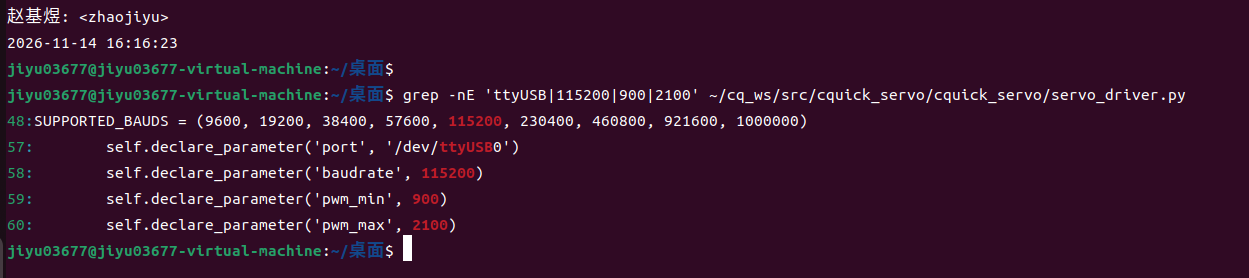 赵基煜: <zhaojiyu>
2026-11-14 16:16:23
jiyu03677@jiyu03677-virtual-machine:~/桌面$
jiyu03677@jiyu03677-virtual-machine:~/桌面$ grep -nE 'ttyUSB|115200|900|2100' ~/cq_ws/src/cquick_servo/cquick_servo/servo_driver.py
48:SUPPORTED_BAUDS = (9600, 19200, 38400, 57600, 115200, 230400, 460800, 921600, 1000000)
57:        self.declare_parameter('port', '/dev/ttyUSB0')
58:        self.declare_parameter('baudrate', 115200)
59:        self.declare_parameter('pwm_min', 900)
60:        self.declare_parameter('pwm_max', 2100)
jiyu03677@jiyu03677-virtual-machine:~/桌面$